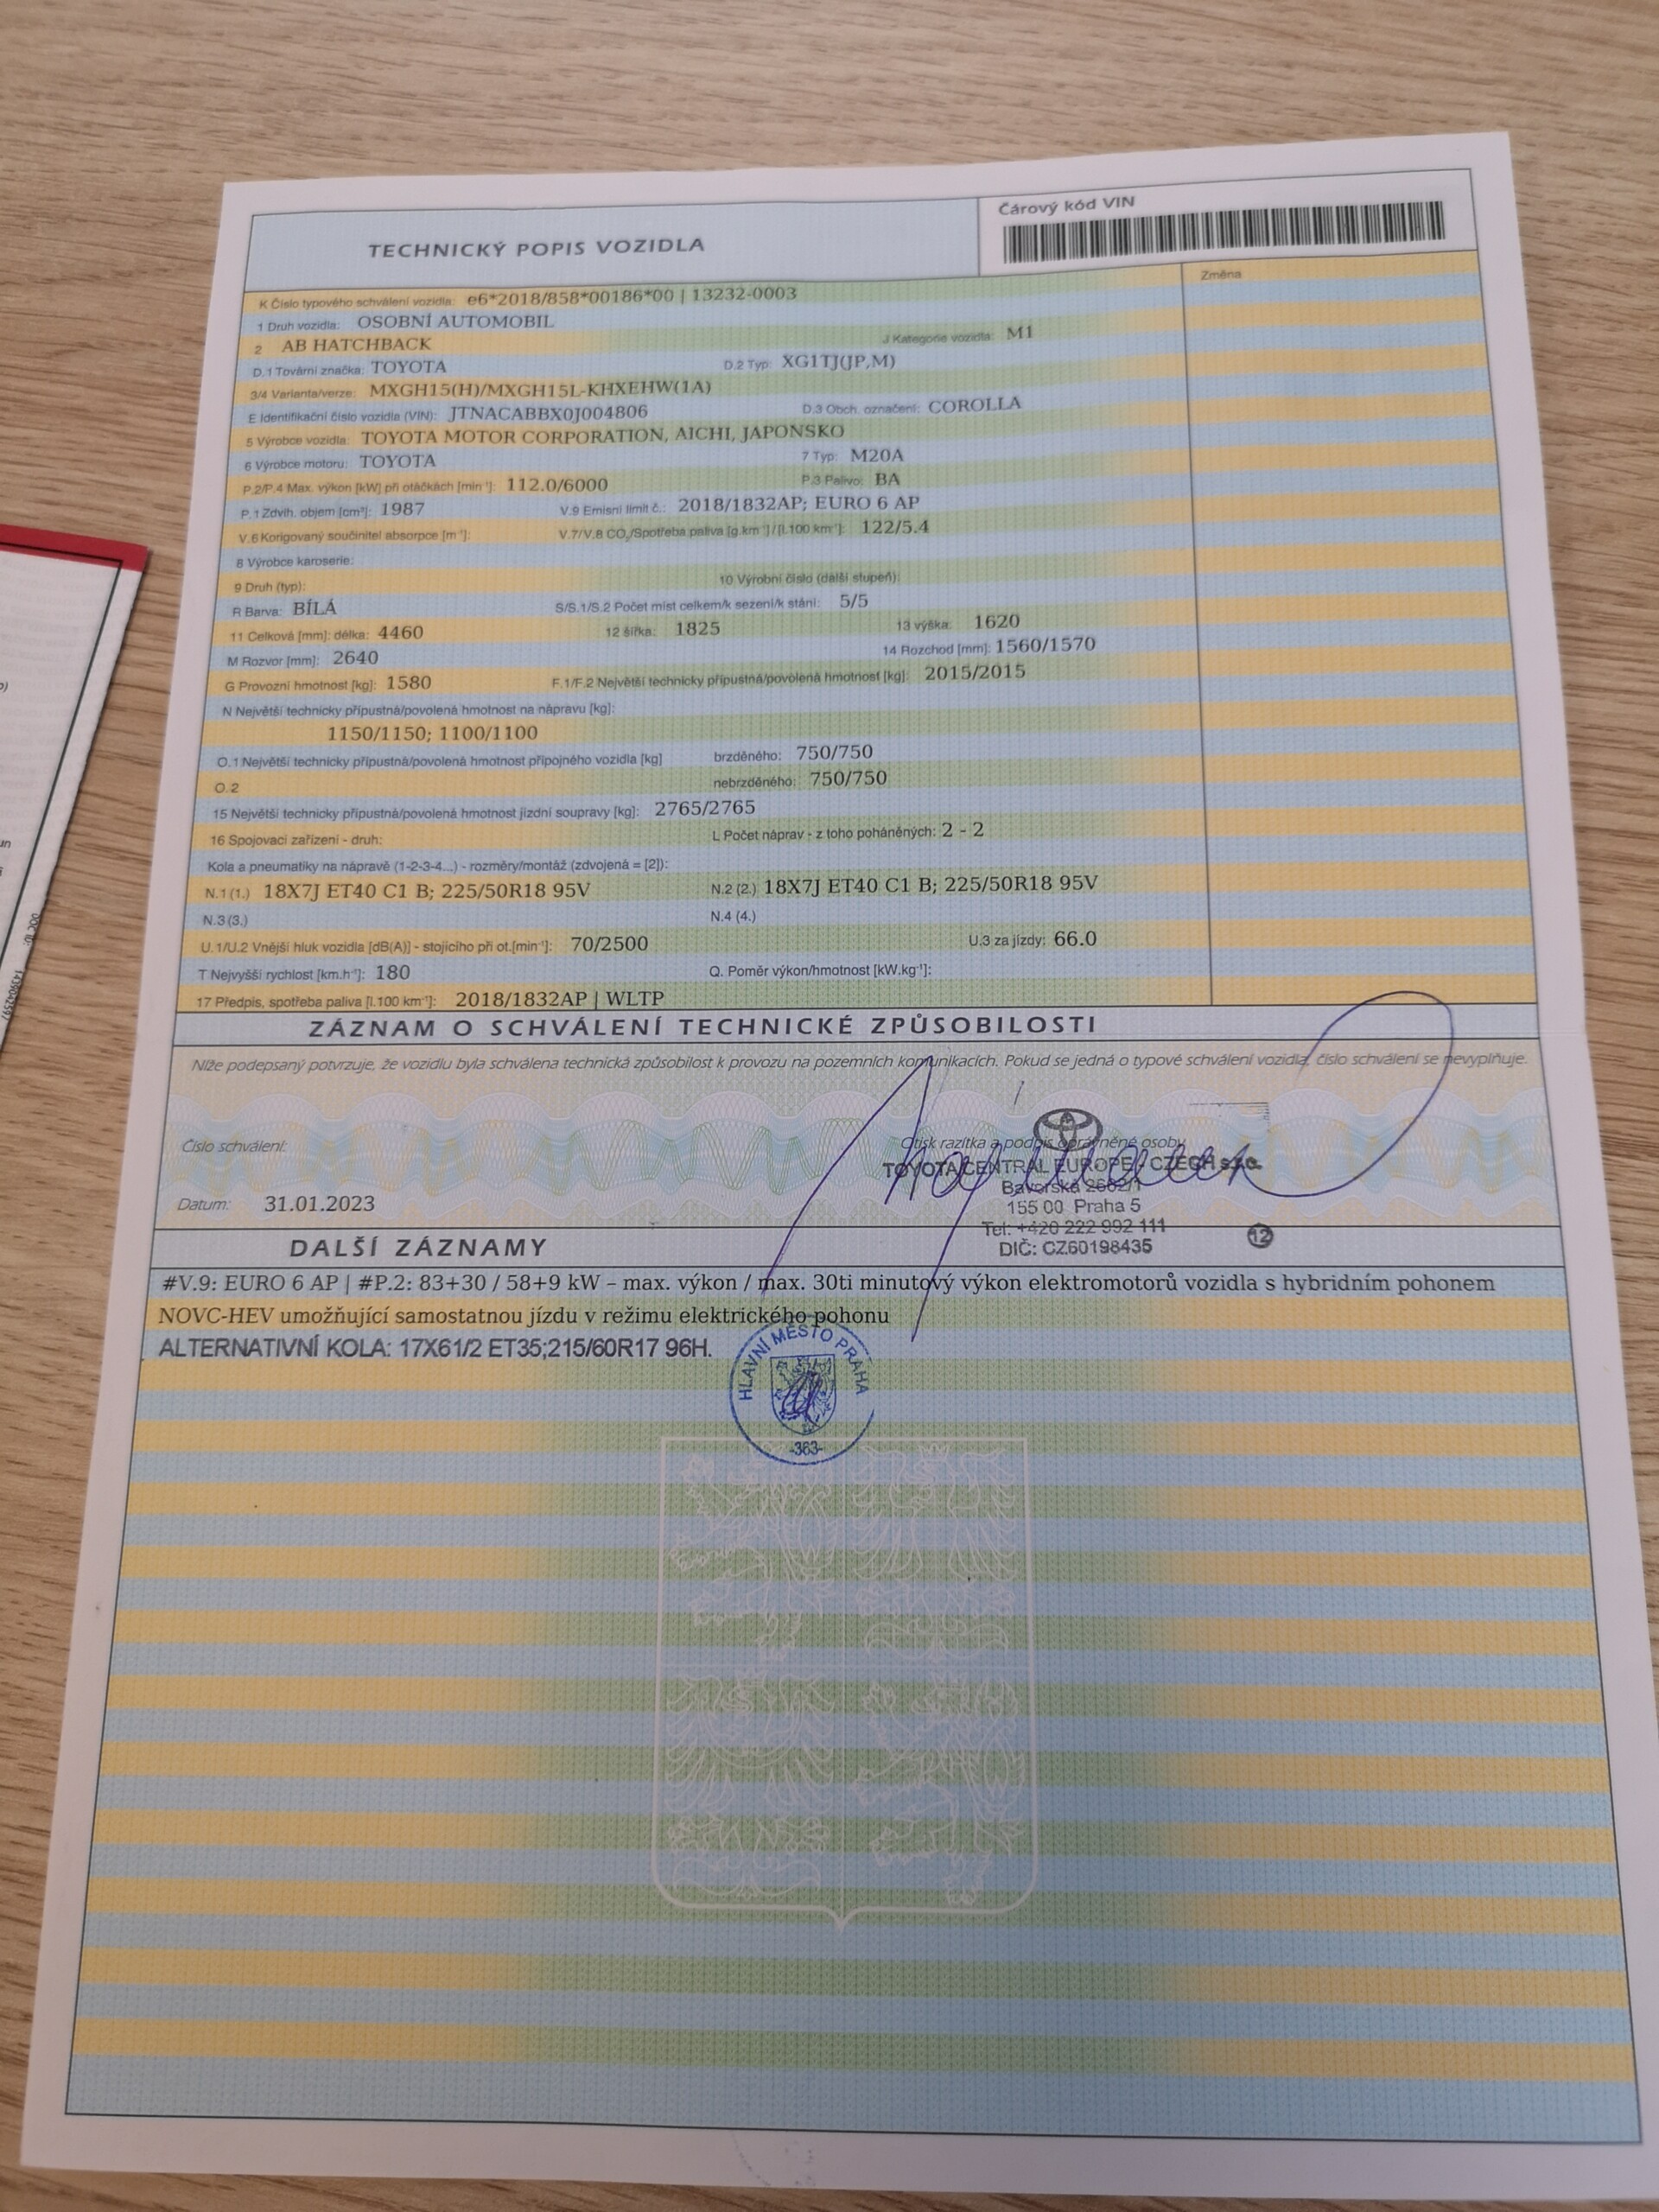 Čárový kód VIN
TECHNICKÝ POPIS VOZIDLA
Změna
K Číslo typového schválení vozidla: e6*2018/858*00186*00 | 13232-0003
1 Druh vozidla: OSOBNÍ AUTOMOBIL
2 AB HATCHBACK J Kategorie vozidla: M1
D.1 Tovární značka: TOYOTA D.2 Typ: XG1TJ(JP,M)
3/4 Varianta/verze: MXGH15(H)/MXGH15L-KHXEHW(1A)
E Identifikační číslo vozidla (VIN): JTNACABBX0J004806 D.3 Obch. označení: COROLLA
5 Výrobce vozidla: TOYOTA MOTOR CORPORATION, AICHI, JAPONSKO
6 Výrobce motoru: TOYOTA 7 Typ: M20A
P.2/P.4 Max. výkon [kW] při otáčkách [min⁻¹]: 112.0/6000 P.3 Palivo: BA
P.1 Zdvih. objem [cm³]: 1987 V.9 Emisní limit č.: 2018/1832AP; EURO 6 AP
V.6 Korigovaný součinitel absorpce [m⁻¹]: V.7/V.8 CO₂/Spotřeba paliva [g.km⁻¹]/[l.100 km⁻¹]: 122/5.4
8 Výrobce karoserie:
9 Druh (typ): 10 Výrobní číslo (další stupeň):
R Barva: BÍLÁ S/S.1/S.2 Počet míst celkem/k sezení/k stání: 5/5
11 Celková [mm]: délka: 4460 12 šířka: 1825 13 výška: 1620
M Rozvor [mm]: 2640 14 Rozchod [mm]: 1560/1570
G Provozní hmotnost [kg]: 1580 F.1/F.2 Největší technicky přípustná/povolená hmotnost [kg]: 2015/2015
N Největší technicky přípustná/povolená hmotnost na nápravu [kg]:
1150/1150; 1100/1100
O.1 Největší technicky přípustná/povolená hmotnost přípojného vozidla [kg] brzděného: 750/750
O.2 nebrzděného: 750/750
15 Největší technicky přípustná/povolená hmotnost jízdní soupravy [kg]: 2765/2765
16 Spojovací zařízení - druh: L Počet náprav - z toho poháněných: 2 - 2
Kola a pneumatiky na nápravě (1-2-3-4...) - rozměry/montáž (zdvojená = [2]):
N.1 (1.) 18X7J ET40 C1 B; 225/50R18 95V N.2 (2.) 18X7J ET40 C1 B; 225/50R18 95V
N.3 (3.) N.4 (4.)
U.1/U.2 Vnější hluk vozidla [dB(A)] - stojícího při ot.[min⁻¹]: 70/2500 U.3 za jízdy: 66.0
T Nejvyšší rychlost [km.h⁻¹]: 180 Q. Poměr výkon/hmotnost [kW.kg⁻¹]:
17 Předpis, spotřeba paliva [l.100 km⁻¹]: 2018/1832AP | WLTP
ZÁZNAM O SCHVÁLENÍ TECHNICKÉ ZPŮSOBILOSTI
Níže podepsaný potvrzuje, že vozidlu byla schválena technická způsobilost k provozu na pozemních komunikacích. Pokud se jedná o typové schválení vozidla, číslo schválení se nevyplňuje.
Číslo schválení:
Otisk razítka a podpis oprávněné osoby
TOYOTA CENTRAL EUROPE - CZECH s.r.o.
Bavorská 2662/1
155 00 Praha 5
Datum: 31.01.2023
Tel: +420 222 992 111
DIČ: CZ60198435
12
DALŠÍ ZÁZNAMY
#V.9: EURO 6 AP | #P.2: 83+30 / 58+9 kW – max. výkon / max. 30ti minutový výkon elektromotorů vozidla s hybridním pohonem
NOVC-HEV umožňující samostatnou jízdu v režimu elektrického pohonu
ALTERNATIVNÍ KOLA: 17X61/2 ET35;215/60R17 96H.
HLAVNÍ MĚSTO PRAHA
-383-